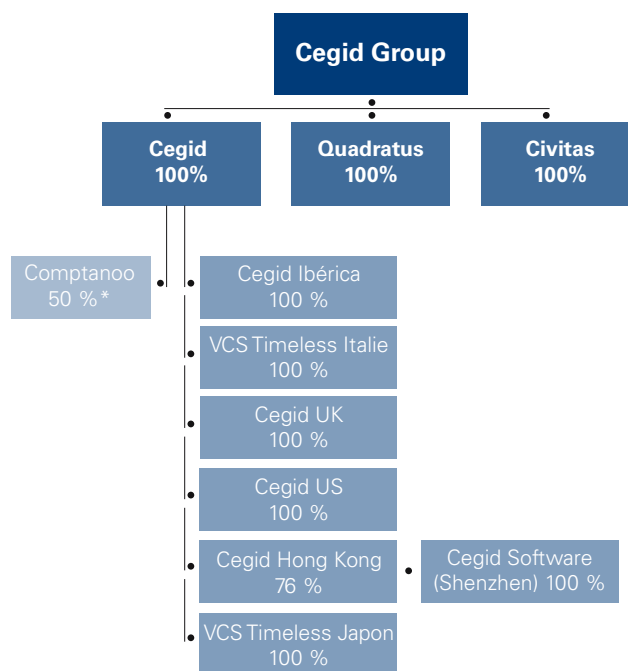 Cegid Group
Cegid
100%
Quadratus
100%
Civitas
100%
Comptanoo
50 %*
Cegid Ibérica
100 %
VCS Timeless Italie
100 %
Cegid UK
100 %
Cegid US
100 %
Cegid Hong Kong
76 %
Cegid Software
(Shenzhen) 100 %
VCS Timeless Japon
100 %